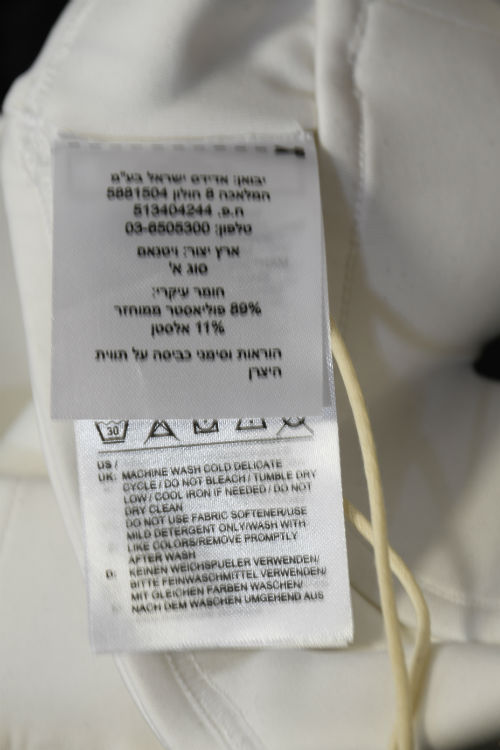 יבואן: אדידס ישראל בע"מ
המלאכה 8 חולון 5881504
ח.פ. 513404244
טלפון: 03-6505300
ארץ יצור: ויטנאם
סוג א'
חומר עיקרי:
89% פוליאסטר ממוחזר
11% אלסטן
הוראות וסימני כביסה על תווית
היצרן
30
US /
UK: MACHINE WASH COLD DELICATE
CYCLE / DO NOT BLEACH / TUMBLE DRY
LOW / COOL IRON IF NEEDED / DO NOT
DRY CLEAN
DO NOT USE FABRIC SOFTENER/USE
MILD DETERGENT ONLY/WASH WITH
LIKE COLORS/REMOVE PROMPTLY
AFTER WASH
D: KEINEN WEICHSPUELER VERWENDEN/
BITTE FEINWASCHMITTEL VERWENDEN/
MIT GLEICHEN FARBEN WASCHEN/
NACH DEM WASCHEN UMGEHEND AUS